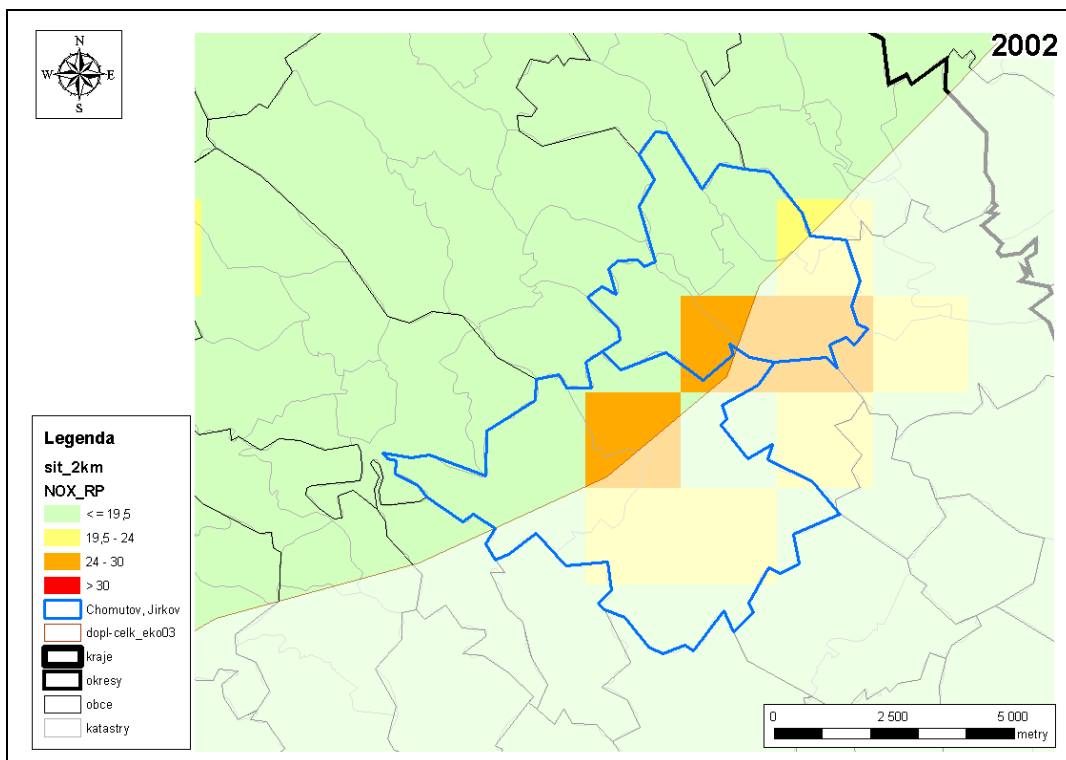 2002
N
W E
S
Legenda
sit_2km
NOX_RP
<= 19,5
19,5 - 24
24 - 30
> 30
Chomutov, Jirkov
dopl-celk_eko03
kraje
okresy
obce
katastry
0 2 500 5 000
metry